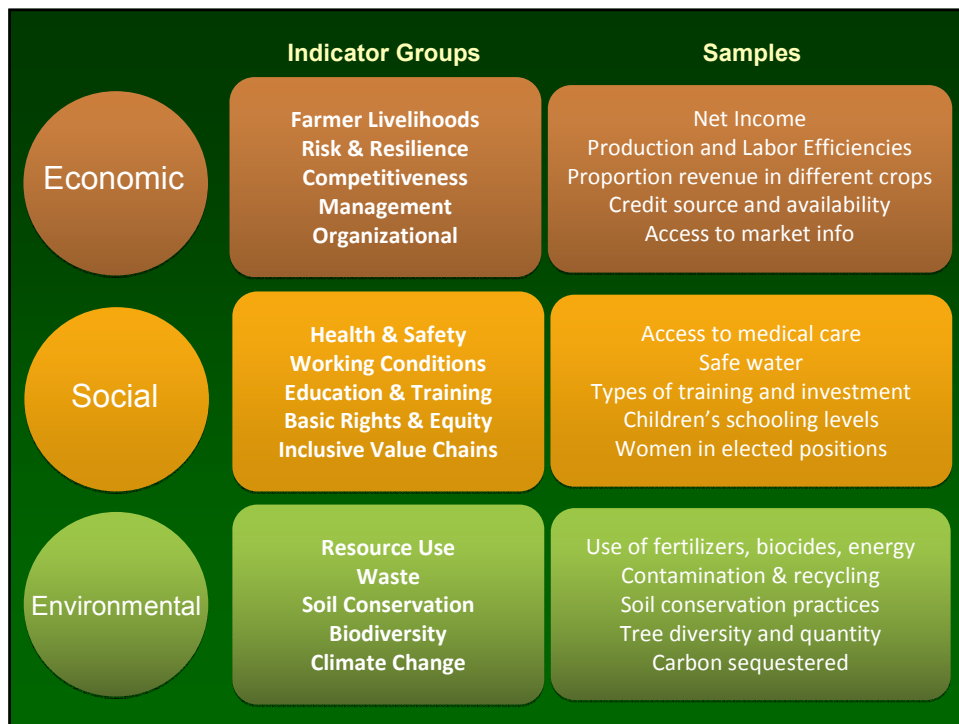 Indicator Groups
Samples
Economic
Farmer Livelihoods
Risk & Resilience
Competitiveness
Management
Organizational
Net Income
Production and Labor Efficiencies
Proportion revenue in different crops
Credit source and availability
Access to market info
Social
Health & Safety
Working Conditions
Education & Training
Basic Rights & Equity
Inclusive Value Chains
Access to medical care
Safe water
Types of training and investment
Children’s schooling levels
Women in elected positions
Environmental
Resource Use
Waste
Soil Conservation
Biodiversity
Climate Change
Use of fertilizers, biocides, energy
Contamination & recycling
Soil conservation practices
Tree diversity and quantity
Carbon sequestered